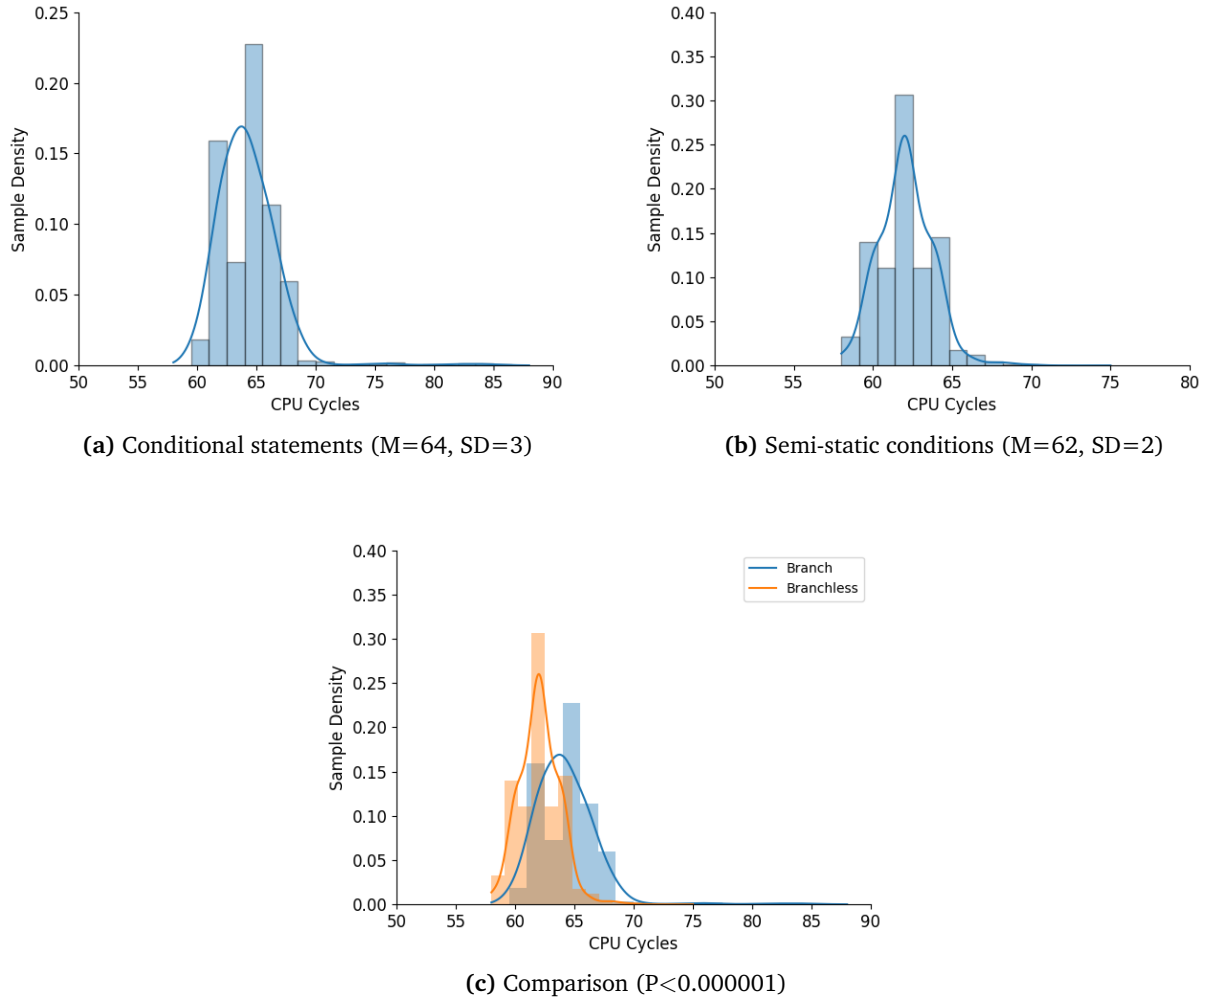 0.25
0.20
0.15
0.10
0.05
0.00
Sample Density
50 55 60 65 70 75 80 85 90
CPU Cycles
(a) Conditional statements (M=64, SD=3)
0.40
0.35
0.30
0.25
0.20
0.15
0.10
0.05
0.00
Sample Density
50 55 60 65 70 75 80
CPU Cycles
(b) Semi-static conditions (M=62, SD=2)
0.40
0.35
0.30
0.25
0.20
0.15
0.10
0.05
0.00
Sample Density
Branch
Branchless
50 55 60 65 70 75 80 85 90
CPU Cycles
(c) Comparison (P<0.000001)